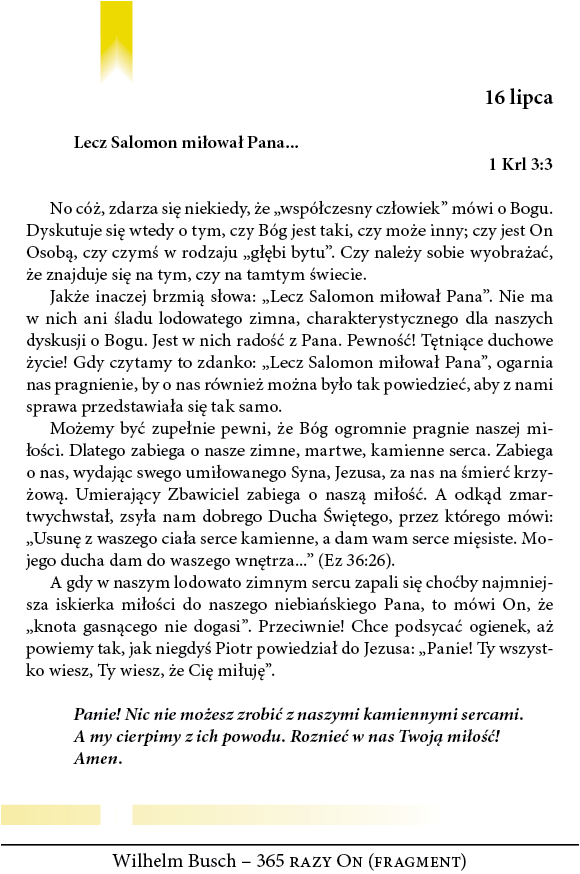 16 lipca
Lecz Salomon miłował Pana...
1 Krl 3:3
No cóż, zdarza się niekiedy, że „współczesny człowiek” mówi o Bogu.
Dyskutuje się wtedy o tym, czy Bóg jest taki, czy może inny; czy jest On
Osobą, czy czymś w rodzaju „głębi bytu”. Czy należy sobie wyobrażać,
że znajduje się na tym, czy na tamtym świecie.
Jakże inaczej brzmią słowa: „Lecz Salomon miłował Pana”. Nie ma
w nich ani śladu lodowatego zimna, charakterystycznego dla naszych
dyskusji o Bogu. Jest w nich radość z Pana. Pewność! Tętniące duchowe
życie! Gdy czytamy to zdanko: „Lecz Salomon miłował Pana”, ogarnia
nas pragnienie, by o nas również można było tak powiedzieć, aby z nami
sprawa przedstawiała się tak samo.
Możemy być zupełnie pewni, że Bóg ogromnie pragnie naszej mi-
łości. Dlatego zabiega o nasze zimne, martwe, kamienne serca. Zabiega
o nas, wydając swego umiłowanego Syna, Jezusa, za nas na śmierć krzy-
żową. Umierający Zbawiciel zabiega o naszą miłość. A odkąd zmar-
twychwstał, zsyła nam dobrego Ducha Świętego, przez którego mówi:
„Usunę z waszego ciała serce kamienne, a dam wam serce mięsiste. Mo-
jego ducha dam do waszego wnętrza...” (Ez 36:26).
A gdy w naszym lodowato zimnym sercu zapali się choćby najmniej-
sza iskierka miłości do naszego niebiańskiego Pana, to mówi On, że
„knota gasnącego nie dogasi”. Przeciwnie! Chce podsycać ogienek, aż
powiemy tak, jak niegdyś Piotr powiedział do Jezusa: „Panie! Ty wszyst-
ko wiesz, Ty wiesz, że Cię miłuję”.
Panie! Nic nie możesz zrobić z naszymi kamiennymi sercami.
A my cierpimy z ich powodu. Roznieć w nas Twoją miłość!
Amen.
Wilhelm Busch – 365 razy On (fragment)